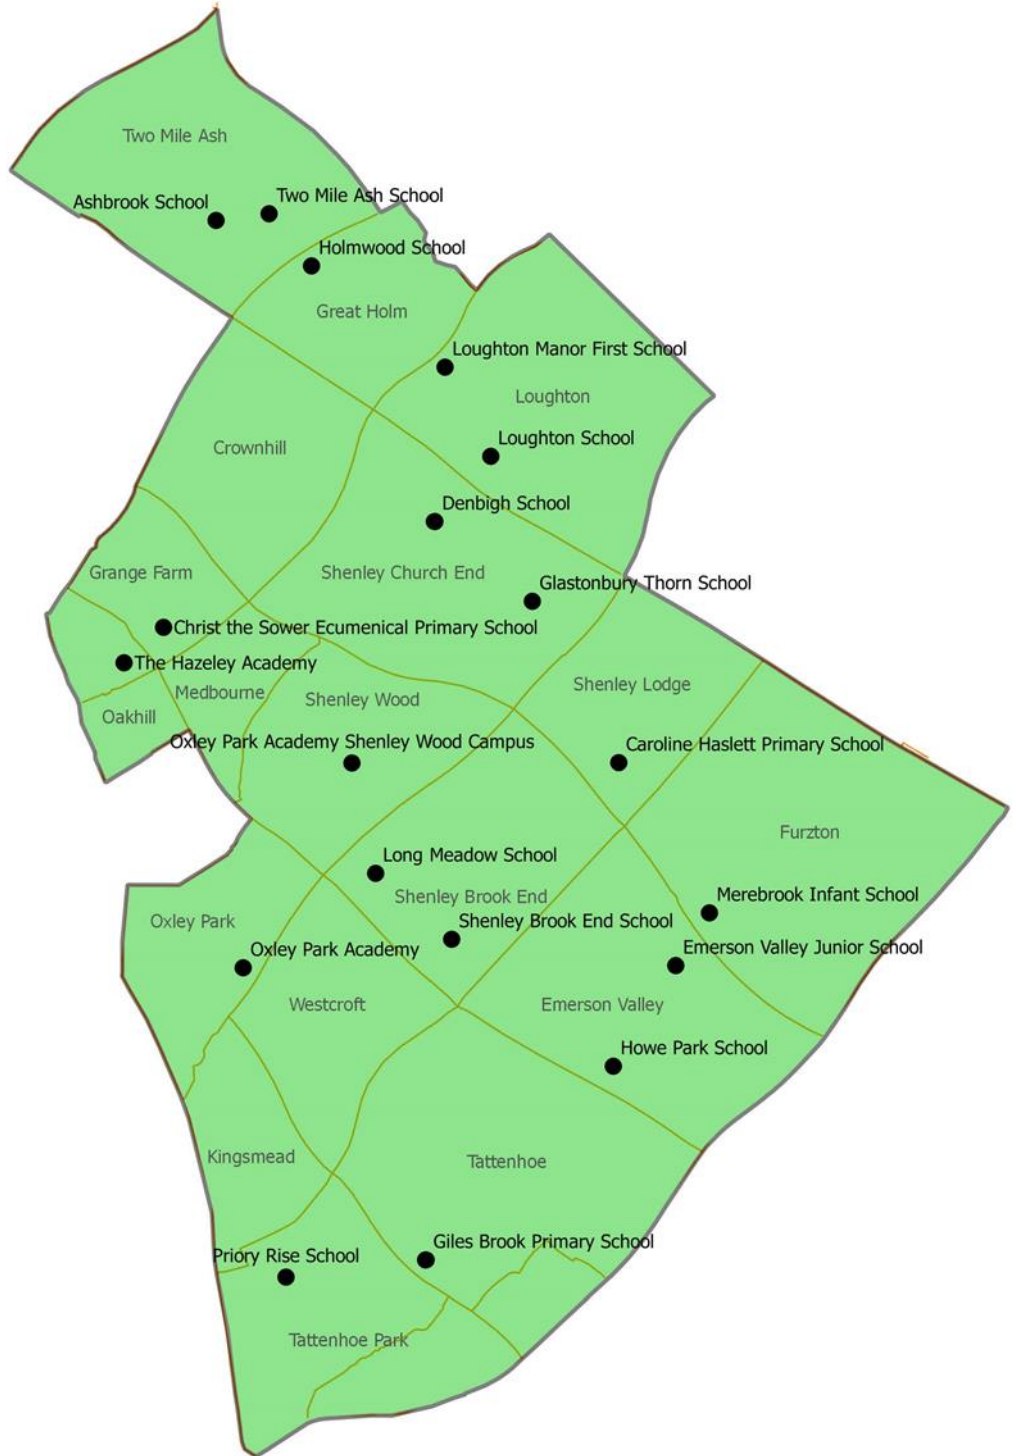 Two Mile Ash
Ashbrook School
Two Mile Ash School
Holmwood School
Great Holm
Loughton Manor First School
Loughton
Crownhill
Loughton School
Denbigh School
Grange Farm
Shenley Church End
Glastonbury Thorn School
Christ the Sower Ecumenical Primary School
The Hazeley Academy
Medbourne
Shenley Wood
Shenley Lodge
Oakhill
Oxley Park Academy Shenley Wood Campus
Caroline Haslett Primary School
Furzton
Long Meadow School
Shenley Brook End
Merebrook Infant School
Oxley Park
Shenley Brook End School
Oxley Park Academy
Emerson Valley Junior School
Westcroft
Emerson Valley
Howe Park School
Kingsmead
Tattenhoe
Giles Brook Primary School
Priory Rise School
Tattenhoe Park